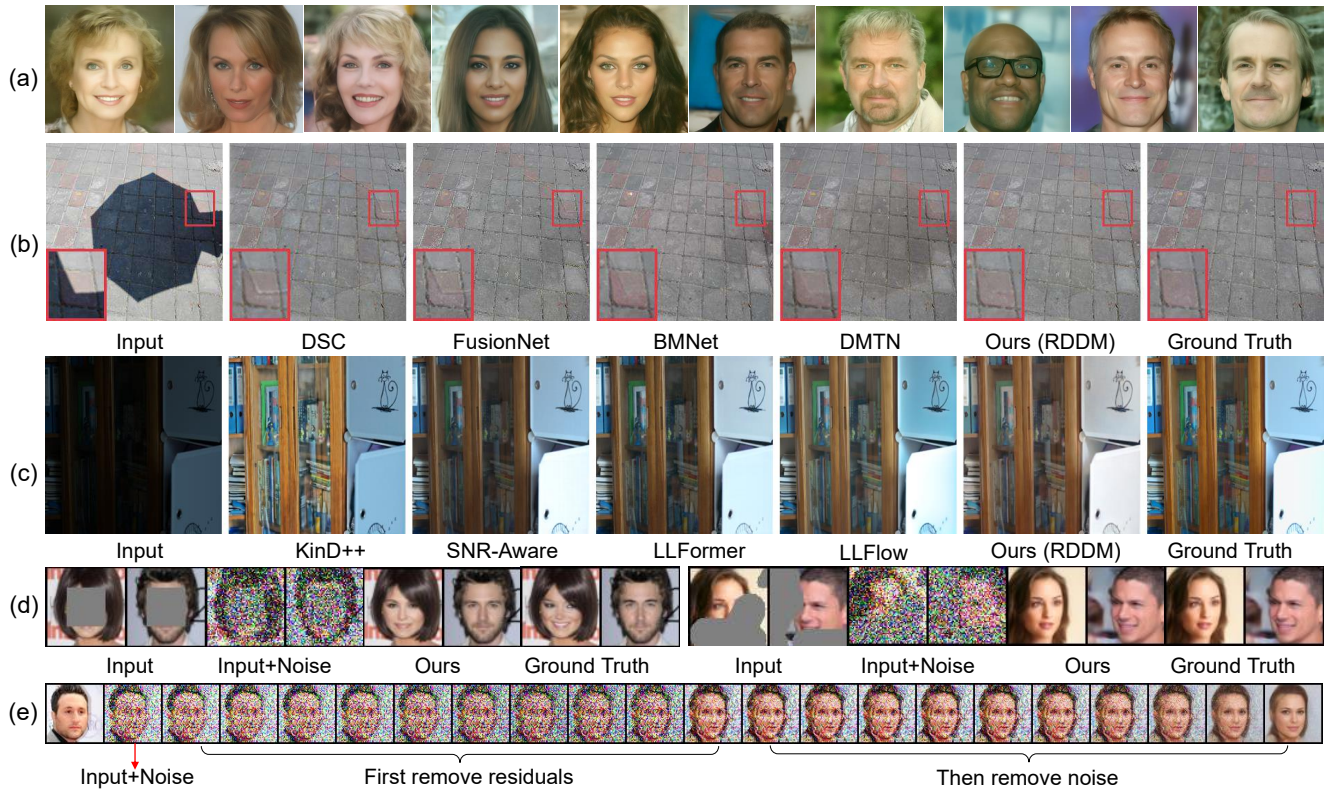 (a)
(b)
Input DSC FusionNet BMNet DMTN Ours (RDDM) Ground Truth
(c)
Input KinD++ SNR-Aware LLFormer LLFlow Ours (RDDM) Ground Truth
(d)
Input Input+Noise Ours Ground Truth Input Input+Noise Ours Ground Truth
(e)
Input+Noise First remove residuals Then remove noise